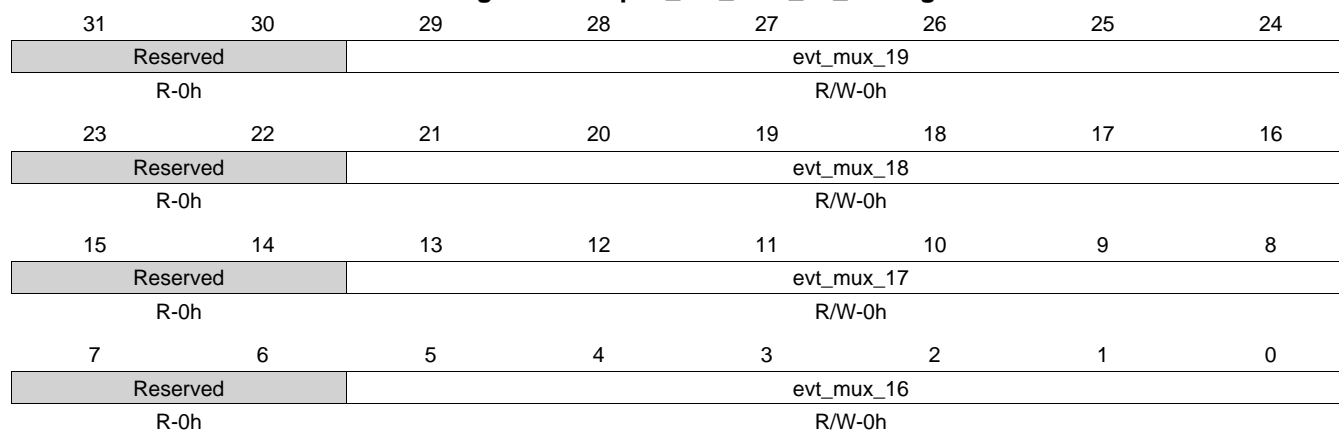 31 30 29 28 27 26 25 24
Reserved evt_mux_19
R-0h R/W-0h
23 22 21 20 19 18 17 16
Reserved evt_mux_18
R-0h R/W-0h
15 14 13 12 11 10 9 8
Reserved evt_mux_17
R-0h R/W-0h
7 6 5 4 3 2 1 0
Reserved evt_mux_16
R-0h R/W-0h